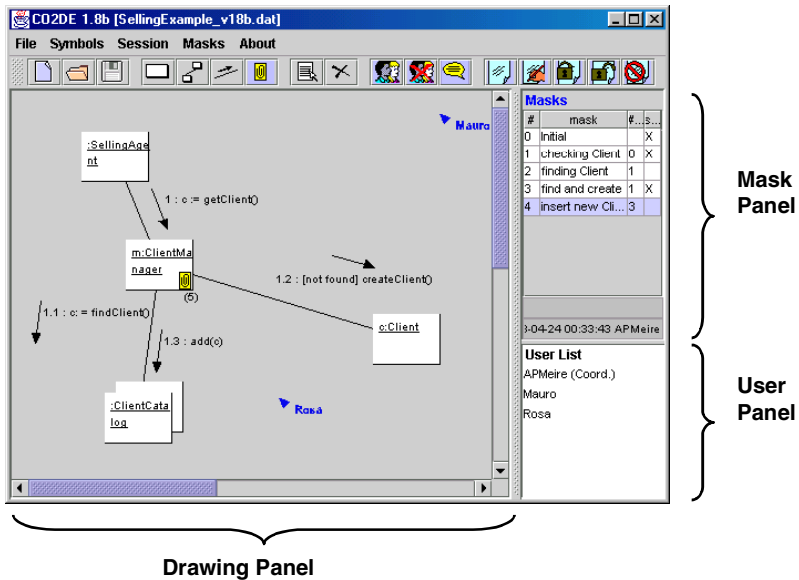 CO2DE 1.8b [SellingExample_v18b.dat]
File Symbols Session Masks About
Mauro
:SellingAge
nt
1 : c := getClient()
m:ClientMa
nager
(5)
1.2 : [not found] createClient()
1.1 : c: = findClient()
c:Client
1.3 : add(c)
:ClientCata
log
Rosa
Masks
# mask #... s...
0 Initial X
1 checking Client 0 X
2 finding Client 1
3 find and create 1 X
4 insert new Cli... 3
3-04-24 00:33:43 APMeire
User List
APMeire (Coord.)
Mauro
Rosa
Mask
Panel
User
Panel
Drawing Panel